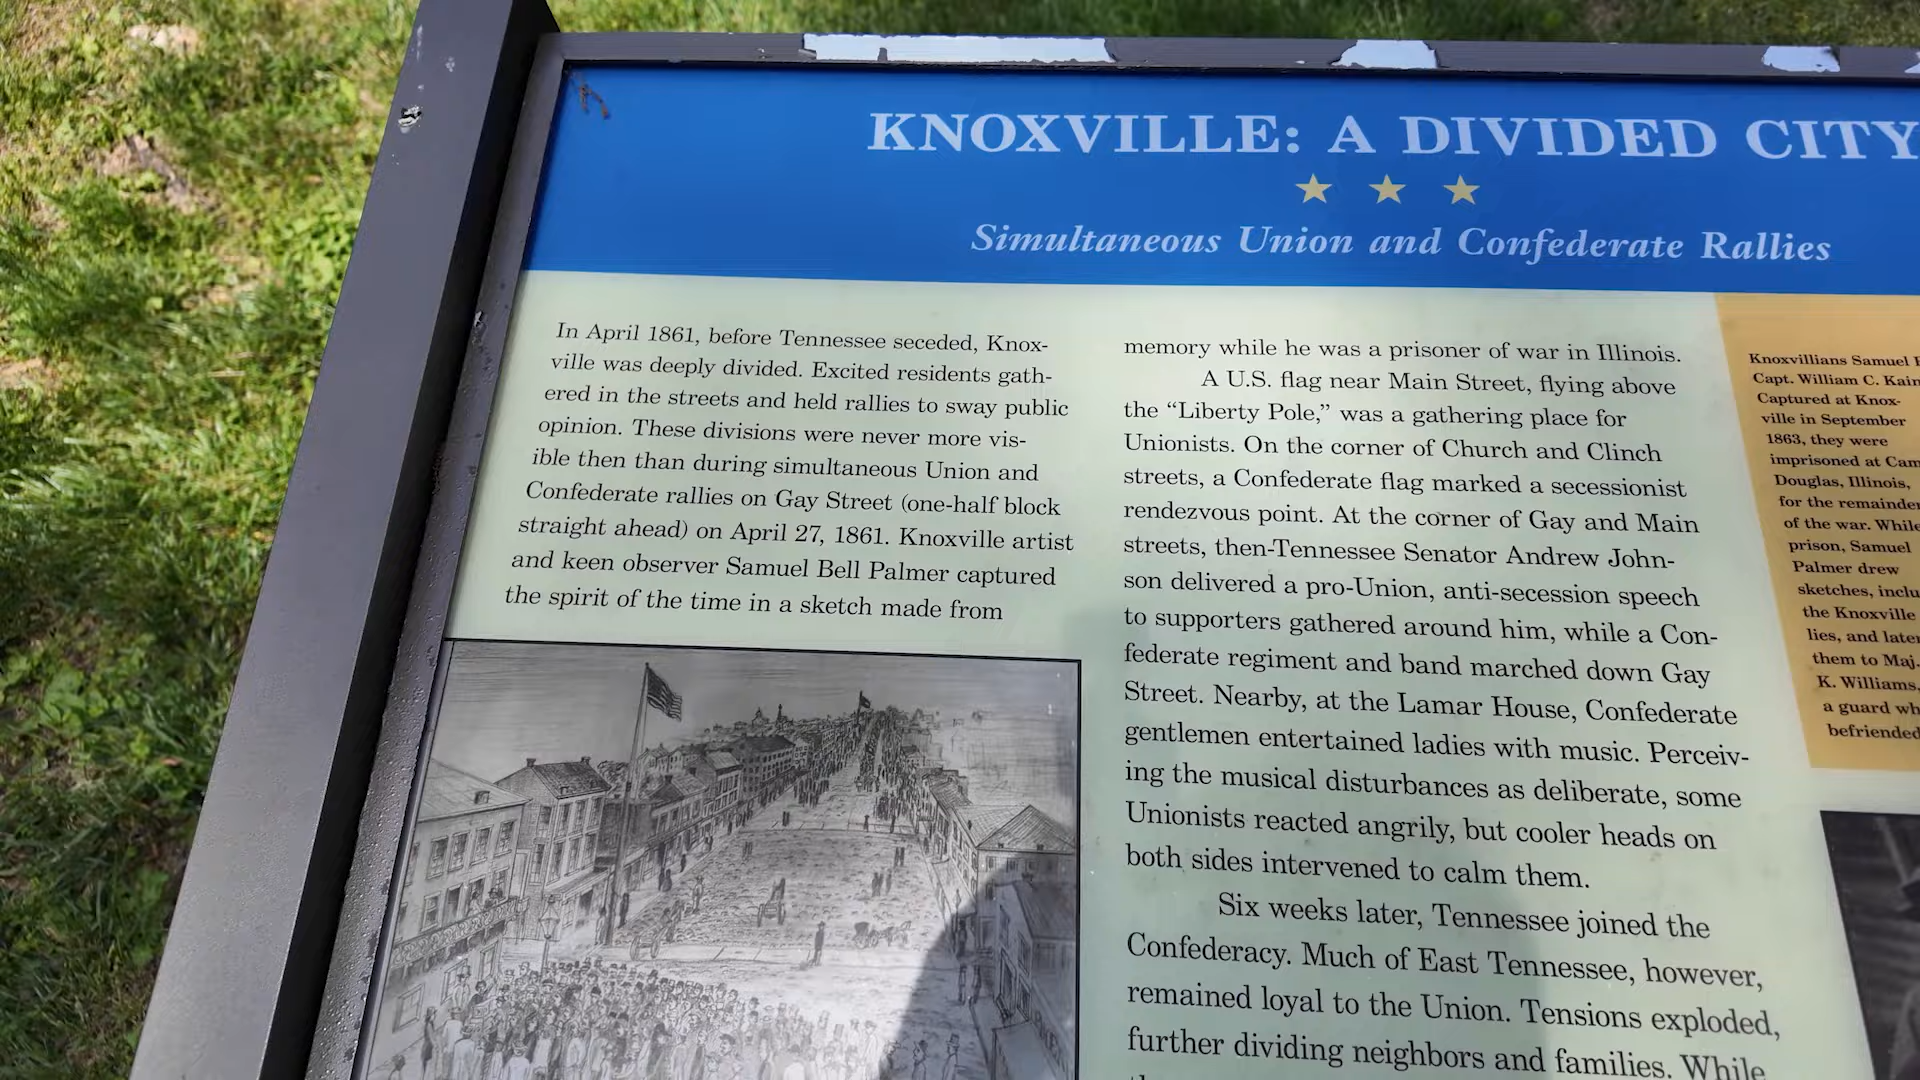 KNOXVILLE: A DIVIDED CITY
Simultaneous Union and Confederate Rallies
In April 1861, before Tennessee seceded, Knox-
ville was deeply divided. Excited residents gath-
ered in the streets and held rallies to sway public
opinion. These divisions were never more vis-
ible then than during simultaneous Union and
Confederate rallies on Gay Street (one-half block
straight ahead) on April 27, 1861. Knoxville artist
and keen observer Samuel Bell Palmer captured
the spirit of the time in a sketch made from
memory while he was a prisoner of war in Illinois.
A U.S. flag near Main Street, flying above
the “Liberty Pole,” was a gathering place for
Unionists. On the corner of Church and Clinch
streets, a Confederate flag marked a secessionist
rendezvous point. At the corner of Gay and Main
streets, then-Tennessee Senator Andrew John-
son delivered a pro-Union, anti-secession speech
to supporters gathered around him, while a Con-
federate regiment and band marched down Gay
Street. Nearby, at the Lamar House, Confederate
gentlemen entertained ladies with music. Perceiv-
ing the musical disturbances as deliberate, some
Unionists reacted angrily, but cooler heads on
both sides intervened to calm them.
Six weeks later, Tennessee joined the
Confederacy. Much of East Tennessee, however,
remained loyal to the Union. Tensions exploded,
further dividing neighbors and families. While
Knoxvillians Samuel
Capt. William C. Kain
Captured at Knox-
ville in September
1863, they were
imprisoned at Cam
Douglas, Illinois,
for the remainder
of the war. While
prison, Samuel
Palmer drew
sketches, inclu
the Knoxville
lies, and later
them to Maj.
K. Williams,
a guard wh
befriended